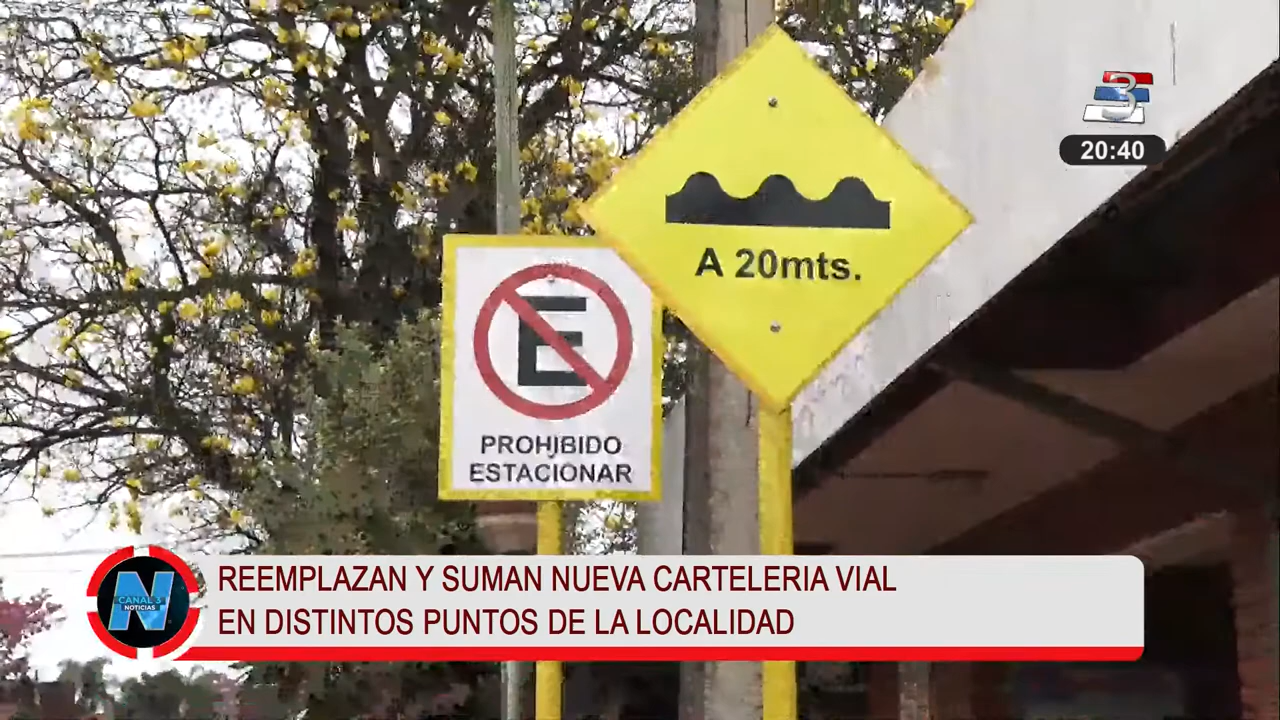 3
20:40
A 20mts.
E
PROHIBIDO
ESTACIONAR
N
CANAL 3
NOTICIAS
REEMPLAZAN Y SUMAN NUEVA CARTELERIA VIAL
EN DISTINTOS PUNTOS DE LA LOCALIDAD